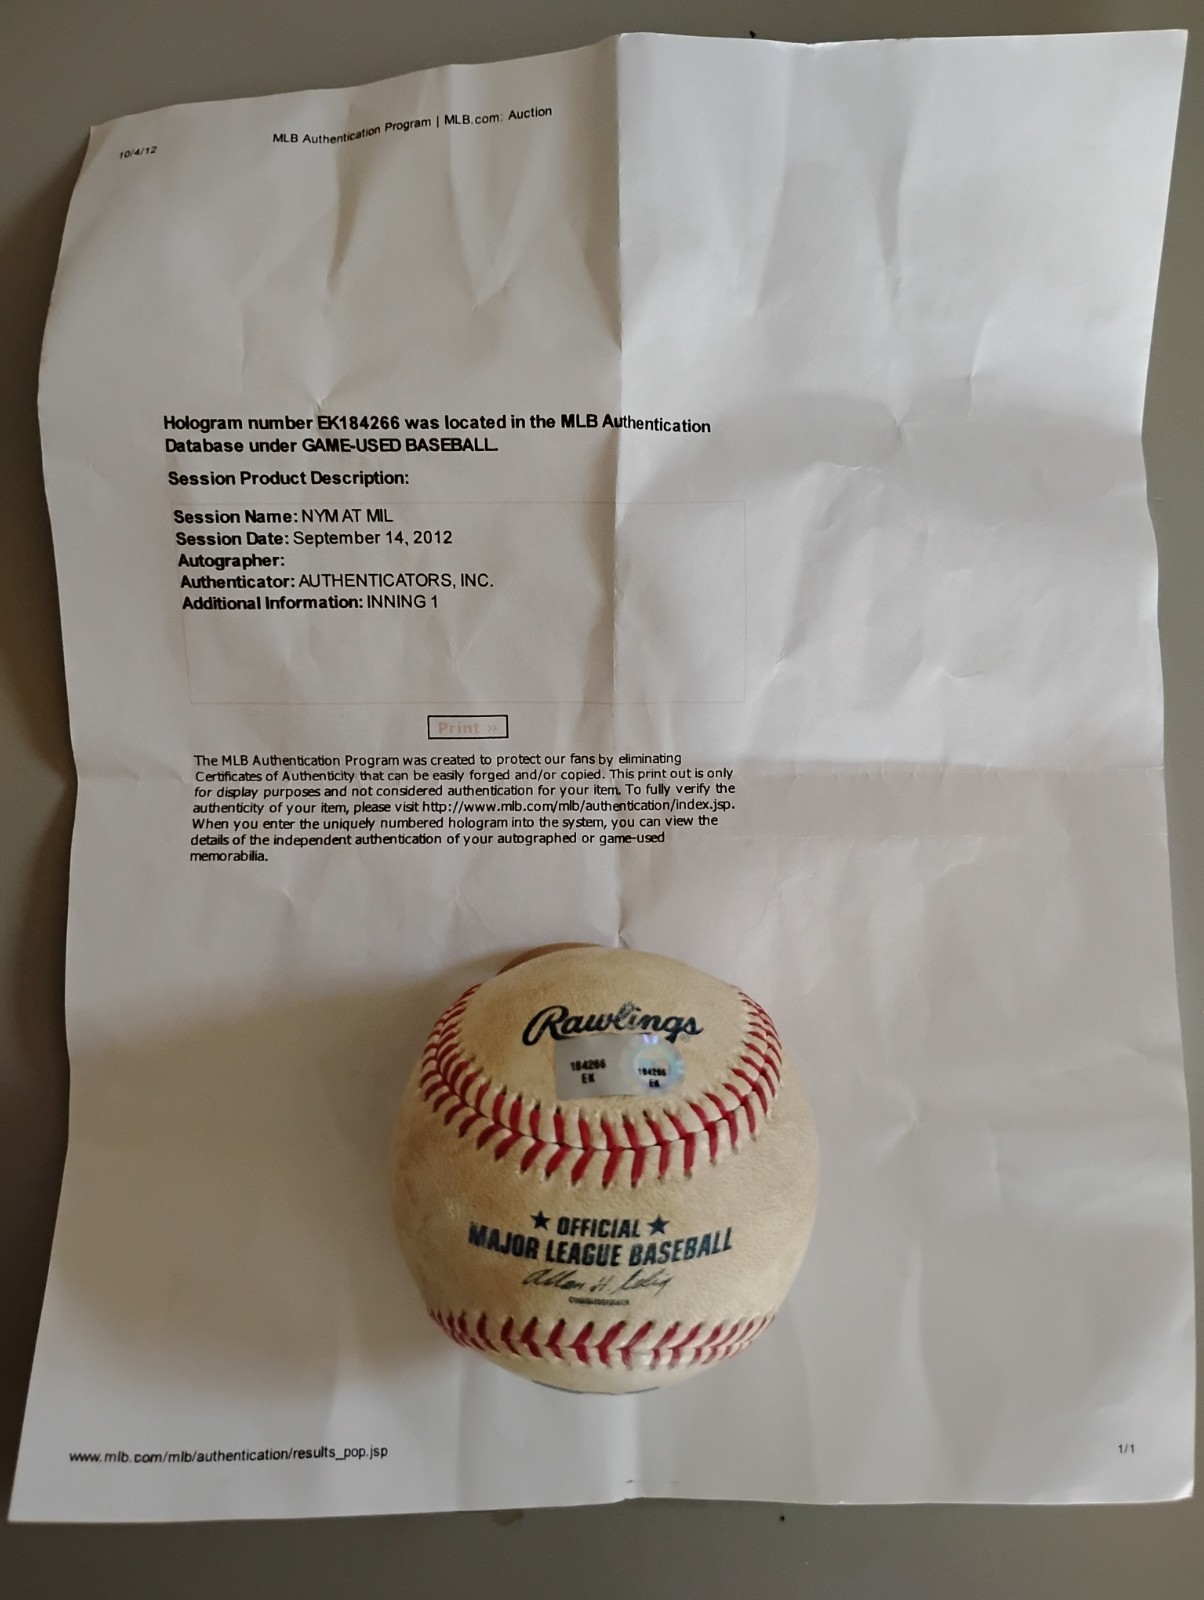 10/4/12
MLB Authentication Program | MLB.com: Auction
Hologram number EK184266 was located in the MLB Authentication
Database under GAME-USED BASEBALL.
Session Product Description:
Session Name: NYM AT MIL
Session Date: September 14, 2012
Autographer:
Authenticator: AUTHENTICATORS, INC.
Additional Information: INNING 1
Print »
The MLB Authentication Program was created to protect our fans by eliminating
Certificates of Authenticity that can be easily forged and/or copied. This print out is only
for display purposes and not considered authentication for your item. To fully verify the
authenticity of your item, please visit http://www.mlb.com/mlb/authentication/index.jsp.
When you enter the uniquely numbered hologram into the system, you can view the
details of the independent authentication of your autographed or game-used
memorabilia.
Rawlings
184266
EK
184266
EK
★ OFFICIAL ★
MAJOR LEAGUE BASEBALL
Allan H. Selig
www.mlb.com/mlb/authentication/results_pop.jsp
1/1